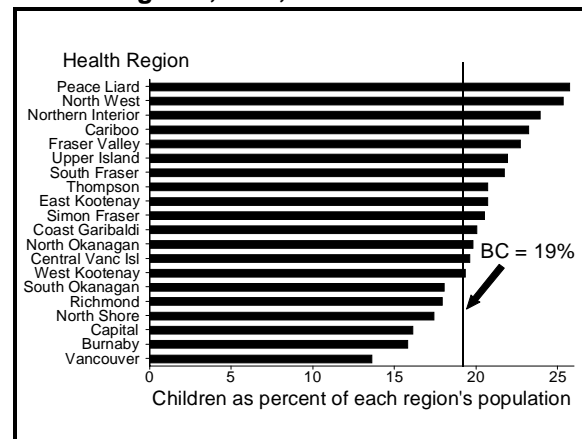 Health Region
Peace Liard
North West
Northern Interior
Cariboo
Fraser Valley
Upper Island
South Fraser
Thompson
East Kootenay
Simon Fraser
Coast Garibaldi
North Okanagan
Central Vanc Isl
West Kootenay
South Okanagan
Richmond
North Shore
Capital
Burnaby
Vancouver
BC = 19%
0 5 10 15 20 25
Children as percent of each region's population